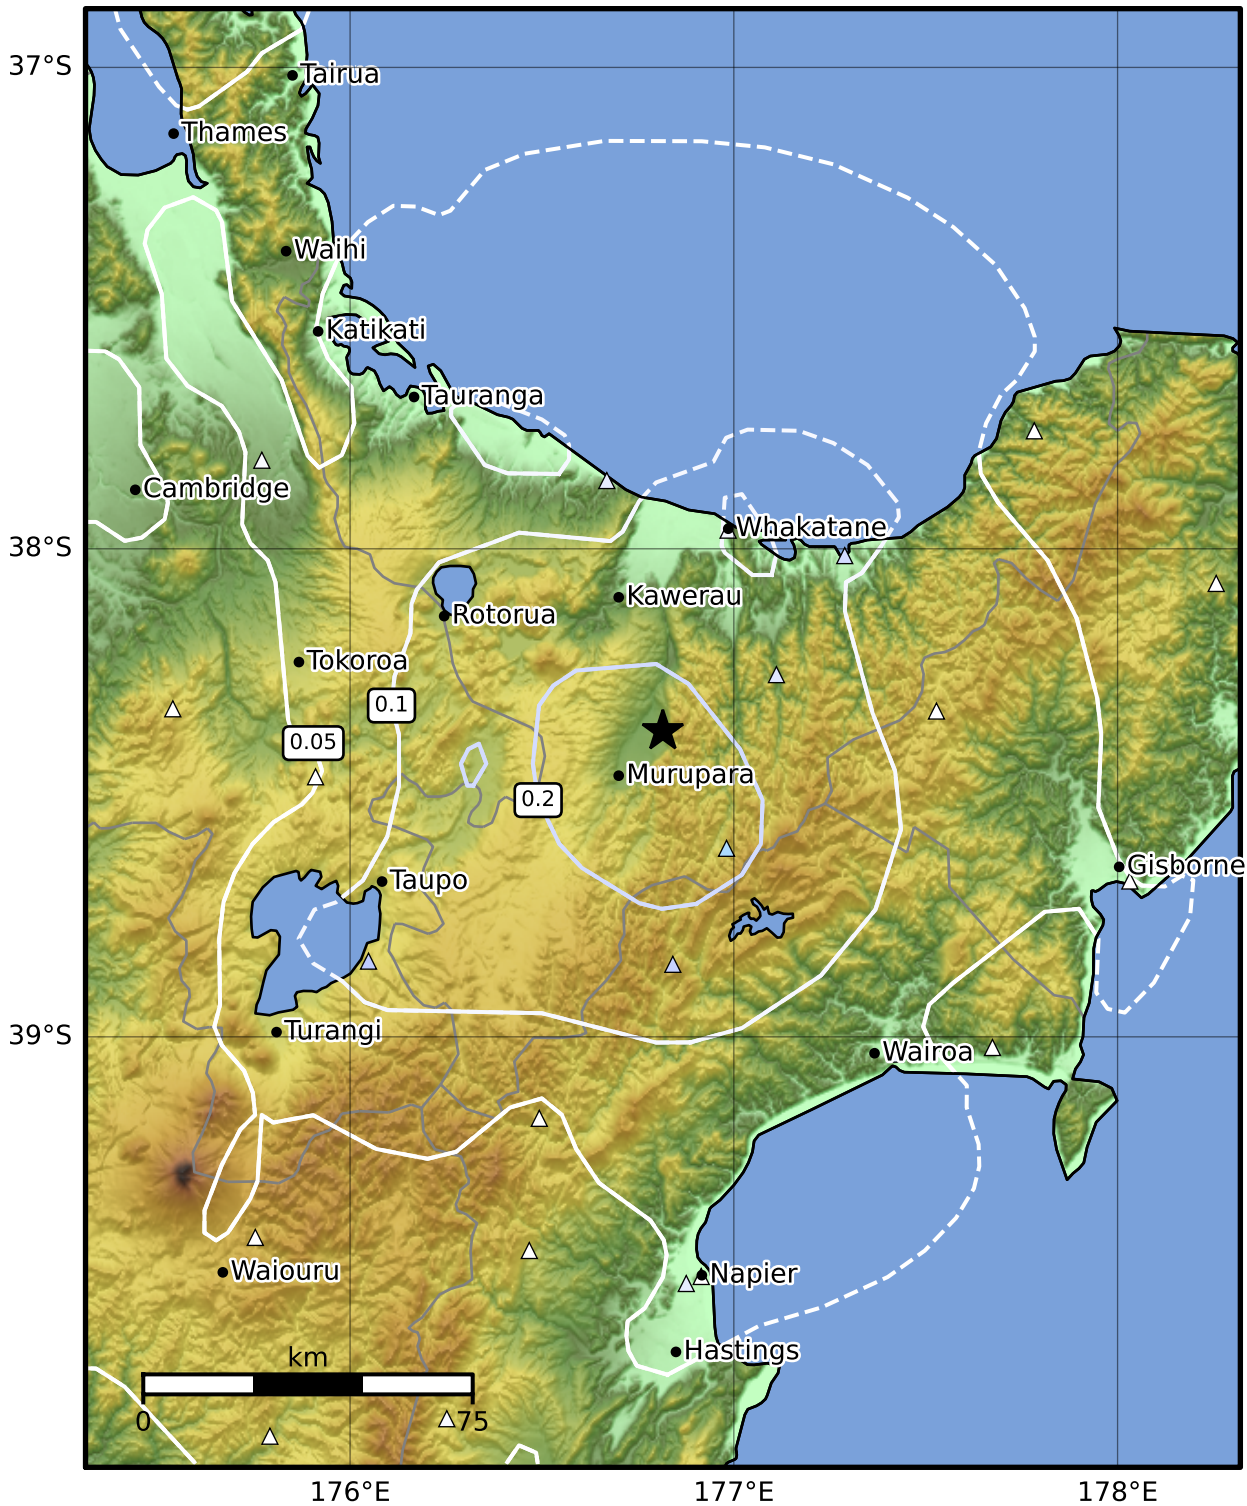 37°S
Tairua
Thames
Waihi
Katikati
Tauranga
Cambridge
Whakatane
38°S
Kawerau
Rotorua
Tokoroa
0.1
0.05
Murupara
0.2
Gisborne
Taupo
Turangi
39°S
Wairoa
Waiouru
Napier
Hastings
km
0 75
176°E 177°E 178°E